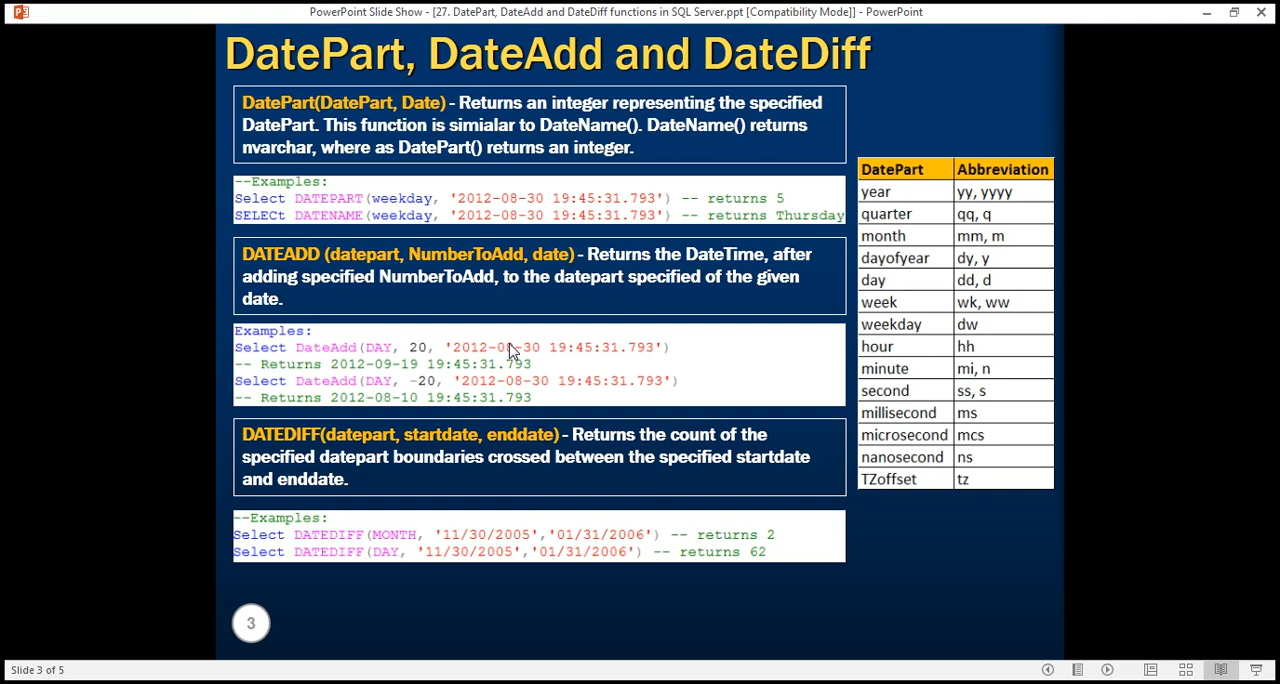 PowerPoint Slide Show - [27. DatePart, DateAdd and DateDiff functions in SQL Server.ppt [Compatibility Mode]] - PowerPoint
DatePart, DateAdd and DateDiff
DatePart(DatePart, Date) - Returns an integer representing the specified
DatePart. This function is simialar to DateName(). DateName() returns
nvarchar, where as DatePart() returns an integer.
--Examples:
Select DATEPART(weekday, '2012-08-30 19:45:31.793') -- returns 5
SELECt DATENAME(weekday, '2012-08-30 19:45:31.793') -- returns Thursday
DATEADD (datepart, NumberToAdd, date) - Returns the DateTime, after
adding specified NumberToAdd, to the datepart specified of the given
date.
Examples:
Select DateAdd(DAY, 20, '2012-08-30 19:45:31.793')
-- Returns 2012-09-19 19:45:31.793
Select DateAdd(DAY, -20, '2012-08-30 19:45:31.793')
-- Returns 2012-08-10 19:45:31.793
DATEDIFF(datepart, startdate, enddate) - Returns the count of the
specified datepart boundaries crossed between the specified startdate
and enddate.
--Examples:
Select DATEDIFF(MONTH, '11/30/2005','01/31/2006') -- returns 2
Select DATEDIFF(DAY, '11/30/2005','01/31/2006') -- returns 62
DatePart Abbreviation
year yy, yyyy
quarter qq, q
month mm, m
dayofyear dy, y
day dd, d
week wk, ww
weekday dw
hour hh
minute mi, n
second ss, s
millisecond ms
microsecond mcs
nanosecond ns
TZoffset tz
3
Slide 3 of 5